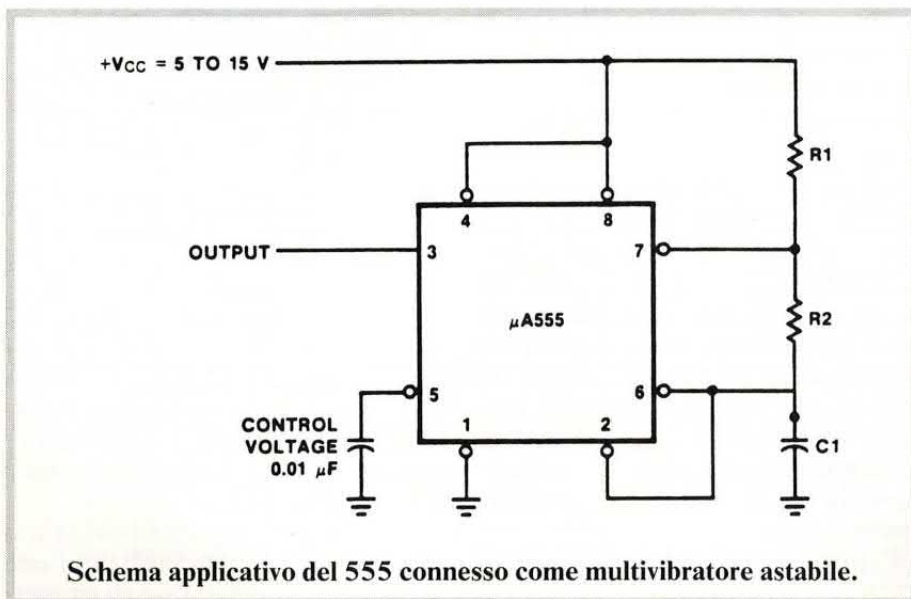 +VCC = 5 TO 15 V
R1
4
8
OUTPUT
3
7
R2
μA555
5
6
CONTROL
VOLTAGE
0.01 μF
1
2
C1
Schema applicativo del 555 connesso come multivibratore astabile.